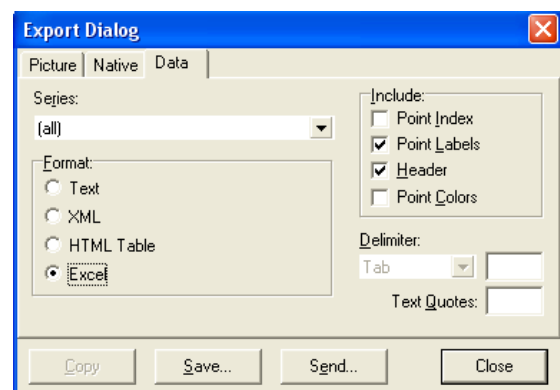 Export Dialog
Picture Native Data
Series:
(all)
Format:
Text
XML
HTML Table
Excel
Include:
Point Index
Point Labels
Header
Point Colors
Delimiter:
Tab
Text Quotes:
Copy Save... Send... Close